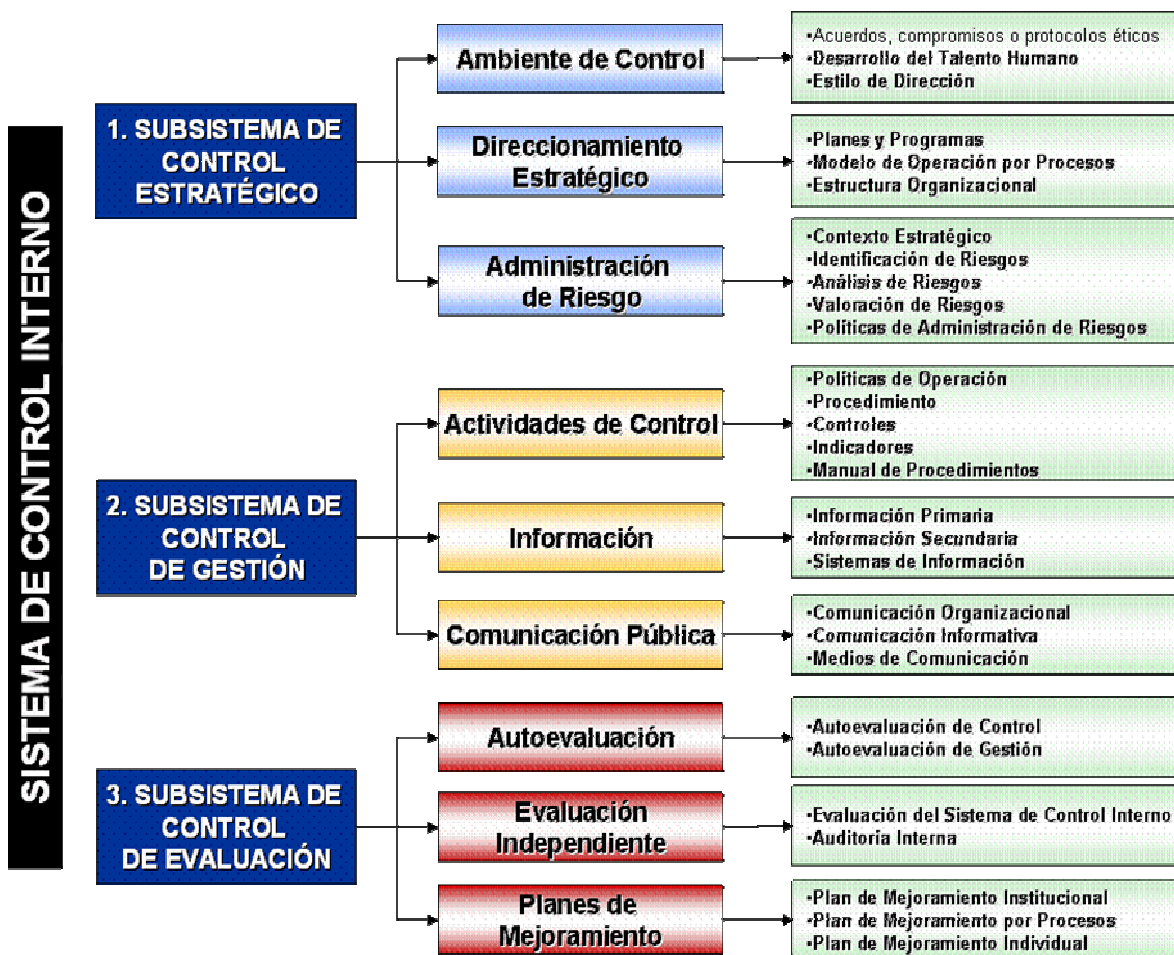 SISTEMA DE CONTROL INTERNO
1. SUBSISTEMA DE
CONTROL
ESTRATÉGICO
Ambiente de Control
•Acuerdos, compromisos o protocolos éticos
•Desarrollo del Talento Humano
•Estilo de Dirección
Direccionamiento
Estratégico
•Planes y Programas
•Modelo de Operación por Procesos
•Estructura Organizacional
Administración
de Riesgo
•Contexto Estratégico
•Identificación de Riesgos
•Análisis de Riesgos
•Valoración de Riesgos
•Políticas de Administración de Riesgos
2. SUBSISTEMA DE
CONTROL
DE GESTIÓN
Actividades de Control
•Políticas de Operación
•Procedimiento
•Controles
•Indicadores
•Manual de Procedimientos
Información
•Información Primaria
•Información Secundaria
•Sistemas de Información
Comunicación Pública
•Comunicación Organizacional
•Comunicación Informativa
•Medios de Comunicación
3. SUBSISTEMA DE
CONTROL
DE EVALUACIÓN
Autoevaluación
•Autoevaluación de Control
•Autoevaluación de Gestión
Evaluación
Independiente
•Evaluación del Sistema de Control Interno
•Auditoría Interna
Planes de
Mejoramiento
•Plan de Mejoramiento Institucional
•Plan de Mejoramiento por Procesos
•Plan de Mejoramiento Individual